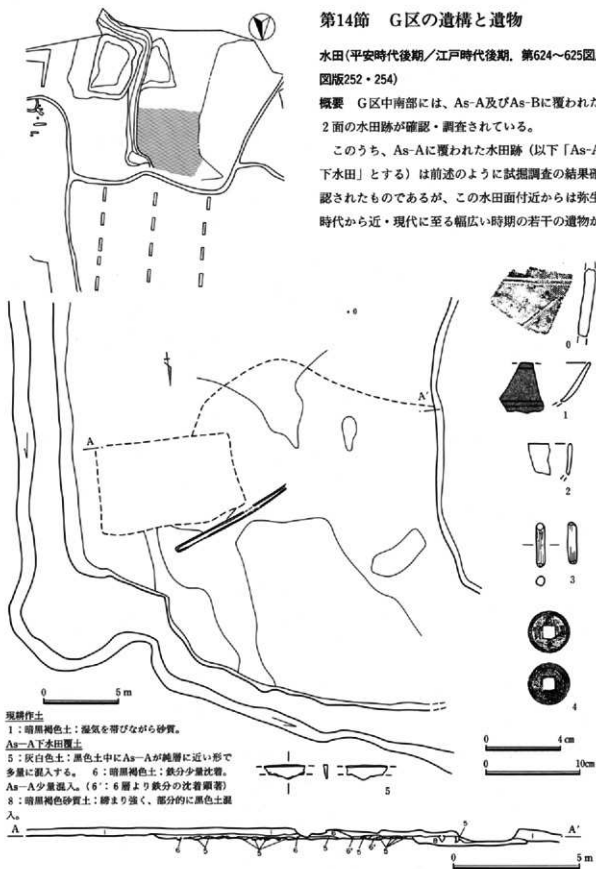 第14節 G区の遺構と遺物
水田(平安時代後期/江戸時代後期,第624〜625図,
図版252・254)
概要 G区中南部には、As-A及びAs-Bに覆われた
2面の水田跡が確認・調査されている。
このうち、As-Aに覆われた水田跡(以下「As-A
下水田」とする)は前述のように試掘調査の結果確
認されたものであるが、この水田面付近からは弥生
時代から近・現代に至る幅広い時期の若干の遺物が
0
0
1
2
3
4
A
A'
0 5 m
0 4 cm
0 10cm
現耕作土
1:暗黒褐色土:湿気を帯びながら砂質。
As-A下水田覆土
5:灰白色土:黒色土中にAs-Aが純層に近い形で
多量に混入する。 6:暗黒褐色土:鉄分少量沈着。
As-A少量混入。(6':6層より鉄分の沈着顕著)
8:暗黒褐色砂質土:締まり強く、部分的に黒色土混
入。
5
A
A'
1
5
1
6 5 5 6 5 6' 5 6' 5
8
0 5 m